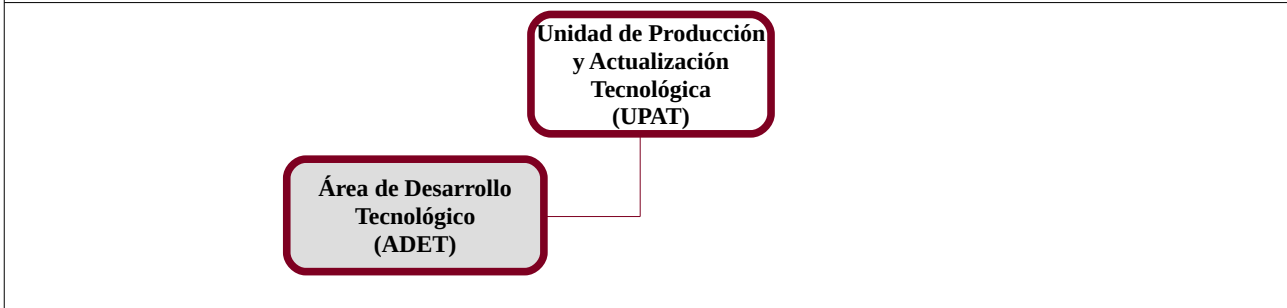 Unidad de Producción
y Actualización
Tecnológica
(UPAT)
Área de Desarrollo
Tecnológico
(ADET)